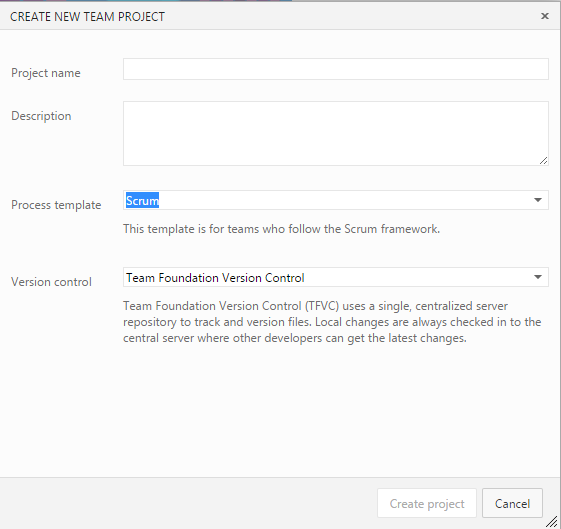 CREATE NEW TEAM PROJECT
Project name
Description
Process template
Scrum
This template is for teams who follow the Scrum framework.
Version control
Team Foundation Version Control
Team Foundation Version Control (TFVC) uses a single, centralized server
repository to track and version files. Local changes are always checked in to the
central server where other developers can get the latest changes.
Create project
Cancel